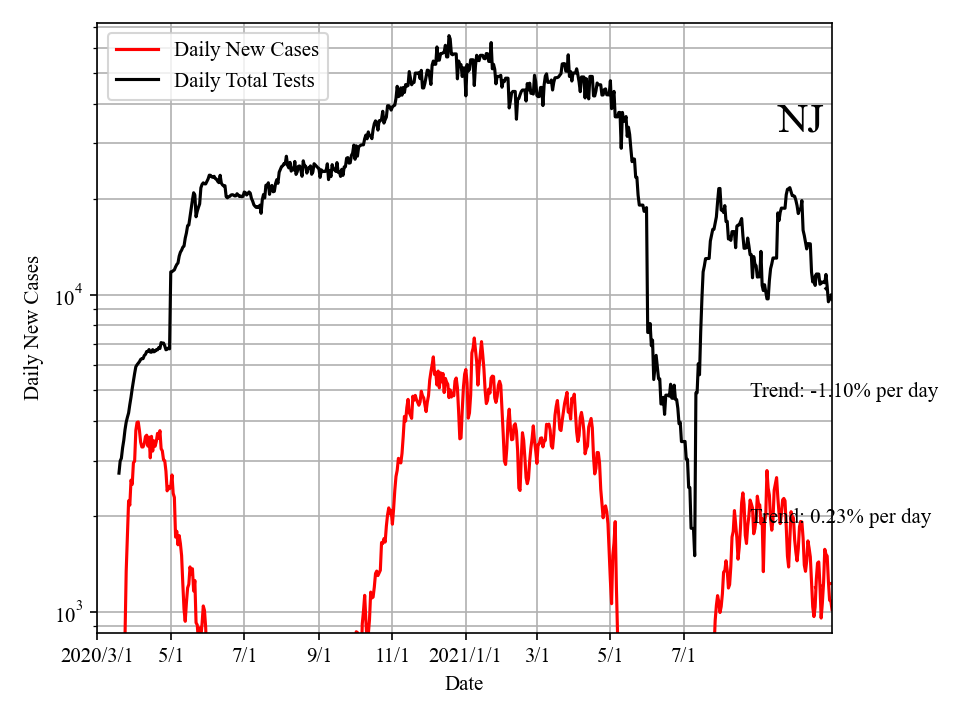 Daily New Cases
Daily Total Tests
NJ
Daily New Cases
10^4
10^3
Trend: -1.10% per day
Trend: 0.23% per day
2020/3/1 5/1 7/1 9/1 11/1 2021/1/1 3/1 5/1 7/1
Date